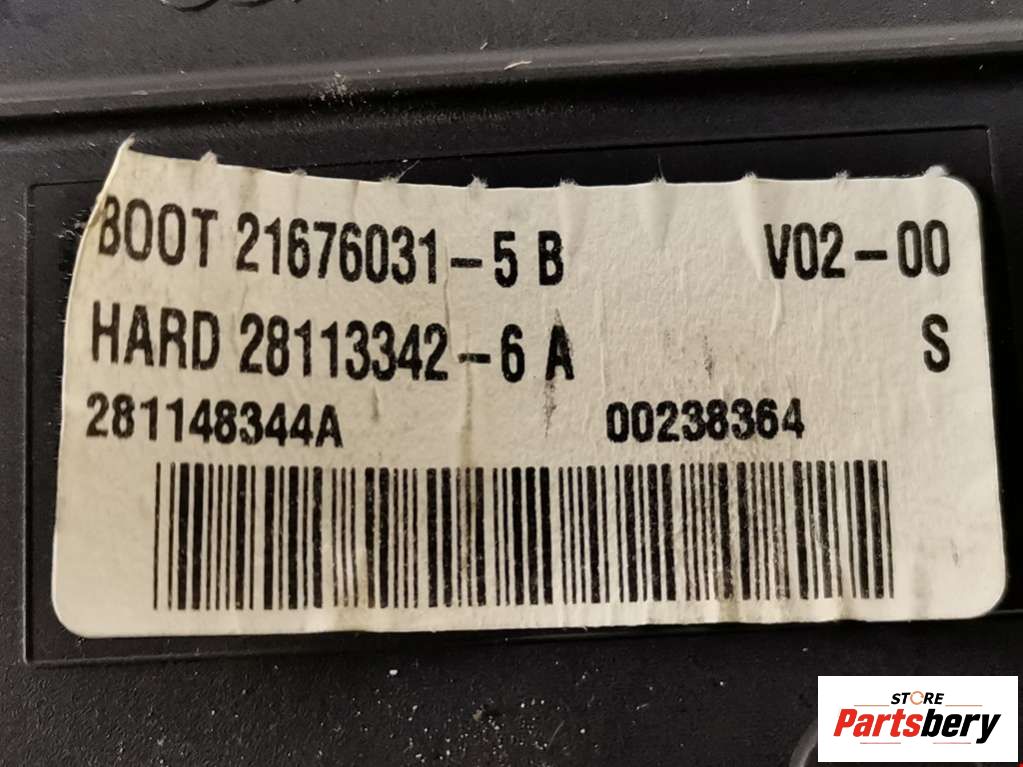 BOOT 21676031-5 B V02-00
HARD 28113342-6 A S
281148344A 00238364
STORE
Partsbery